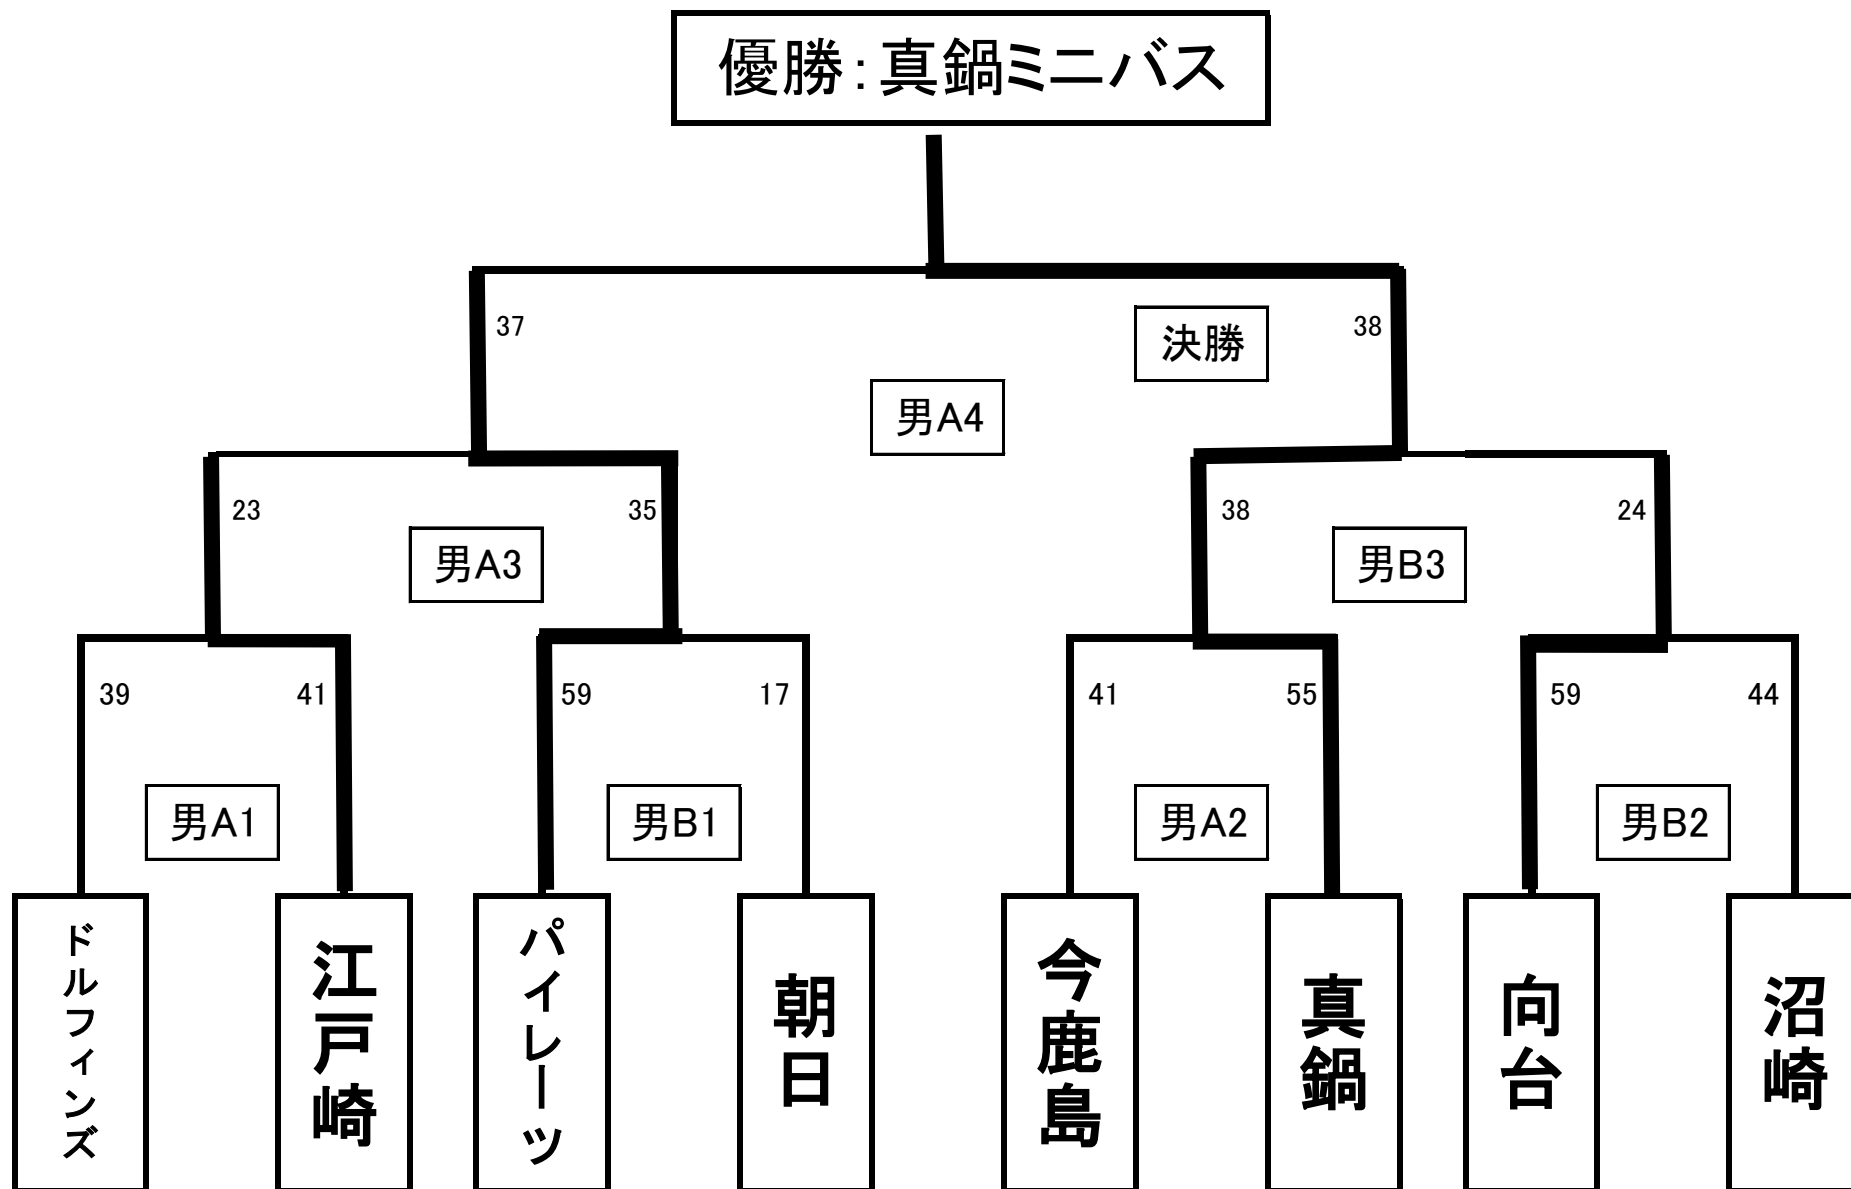 優勝：真鍋ミニバス
37
決勝
38
男A4
23
35
38
24
男A3
男B3
39
41
59
17
41
55
59
44
男A1
男B1
男A2
男B2
ドルフィンズ
江戸崎
パイレーツ
朝日
今鹿島
真鍋
向台
沼崎